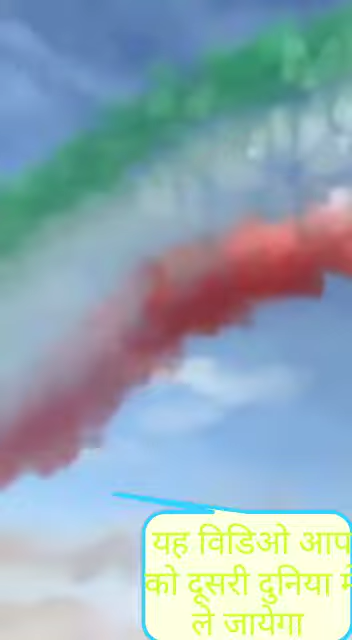 यह विडिओ आप
को दूसरी दुनिया में
ले जायेगा